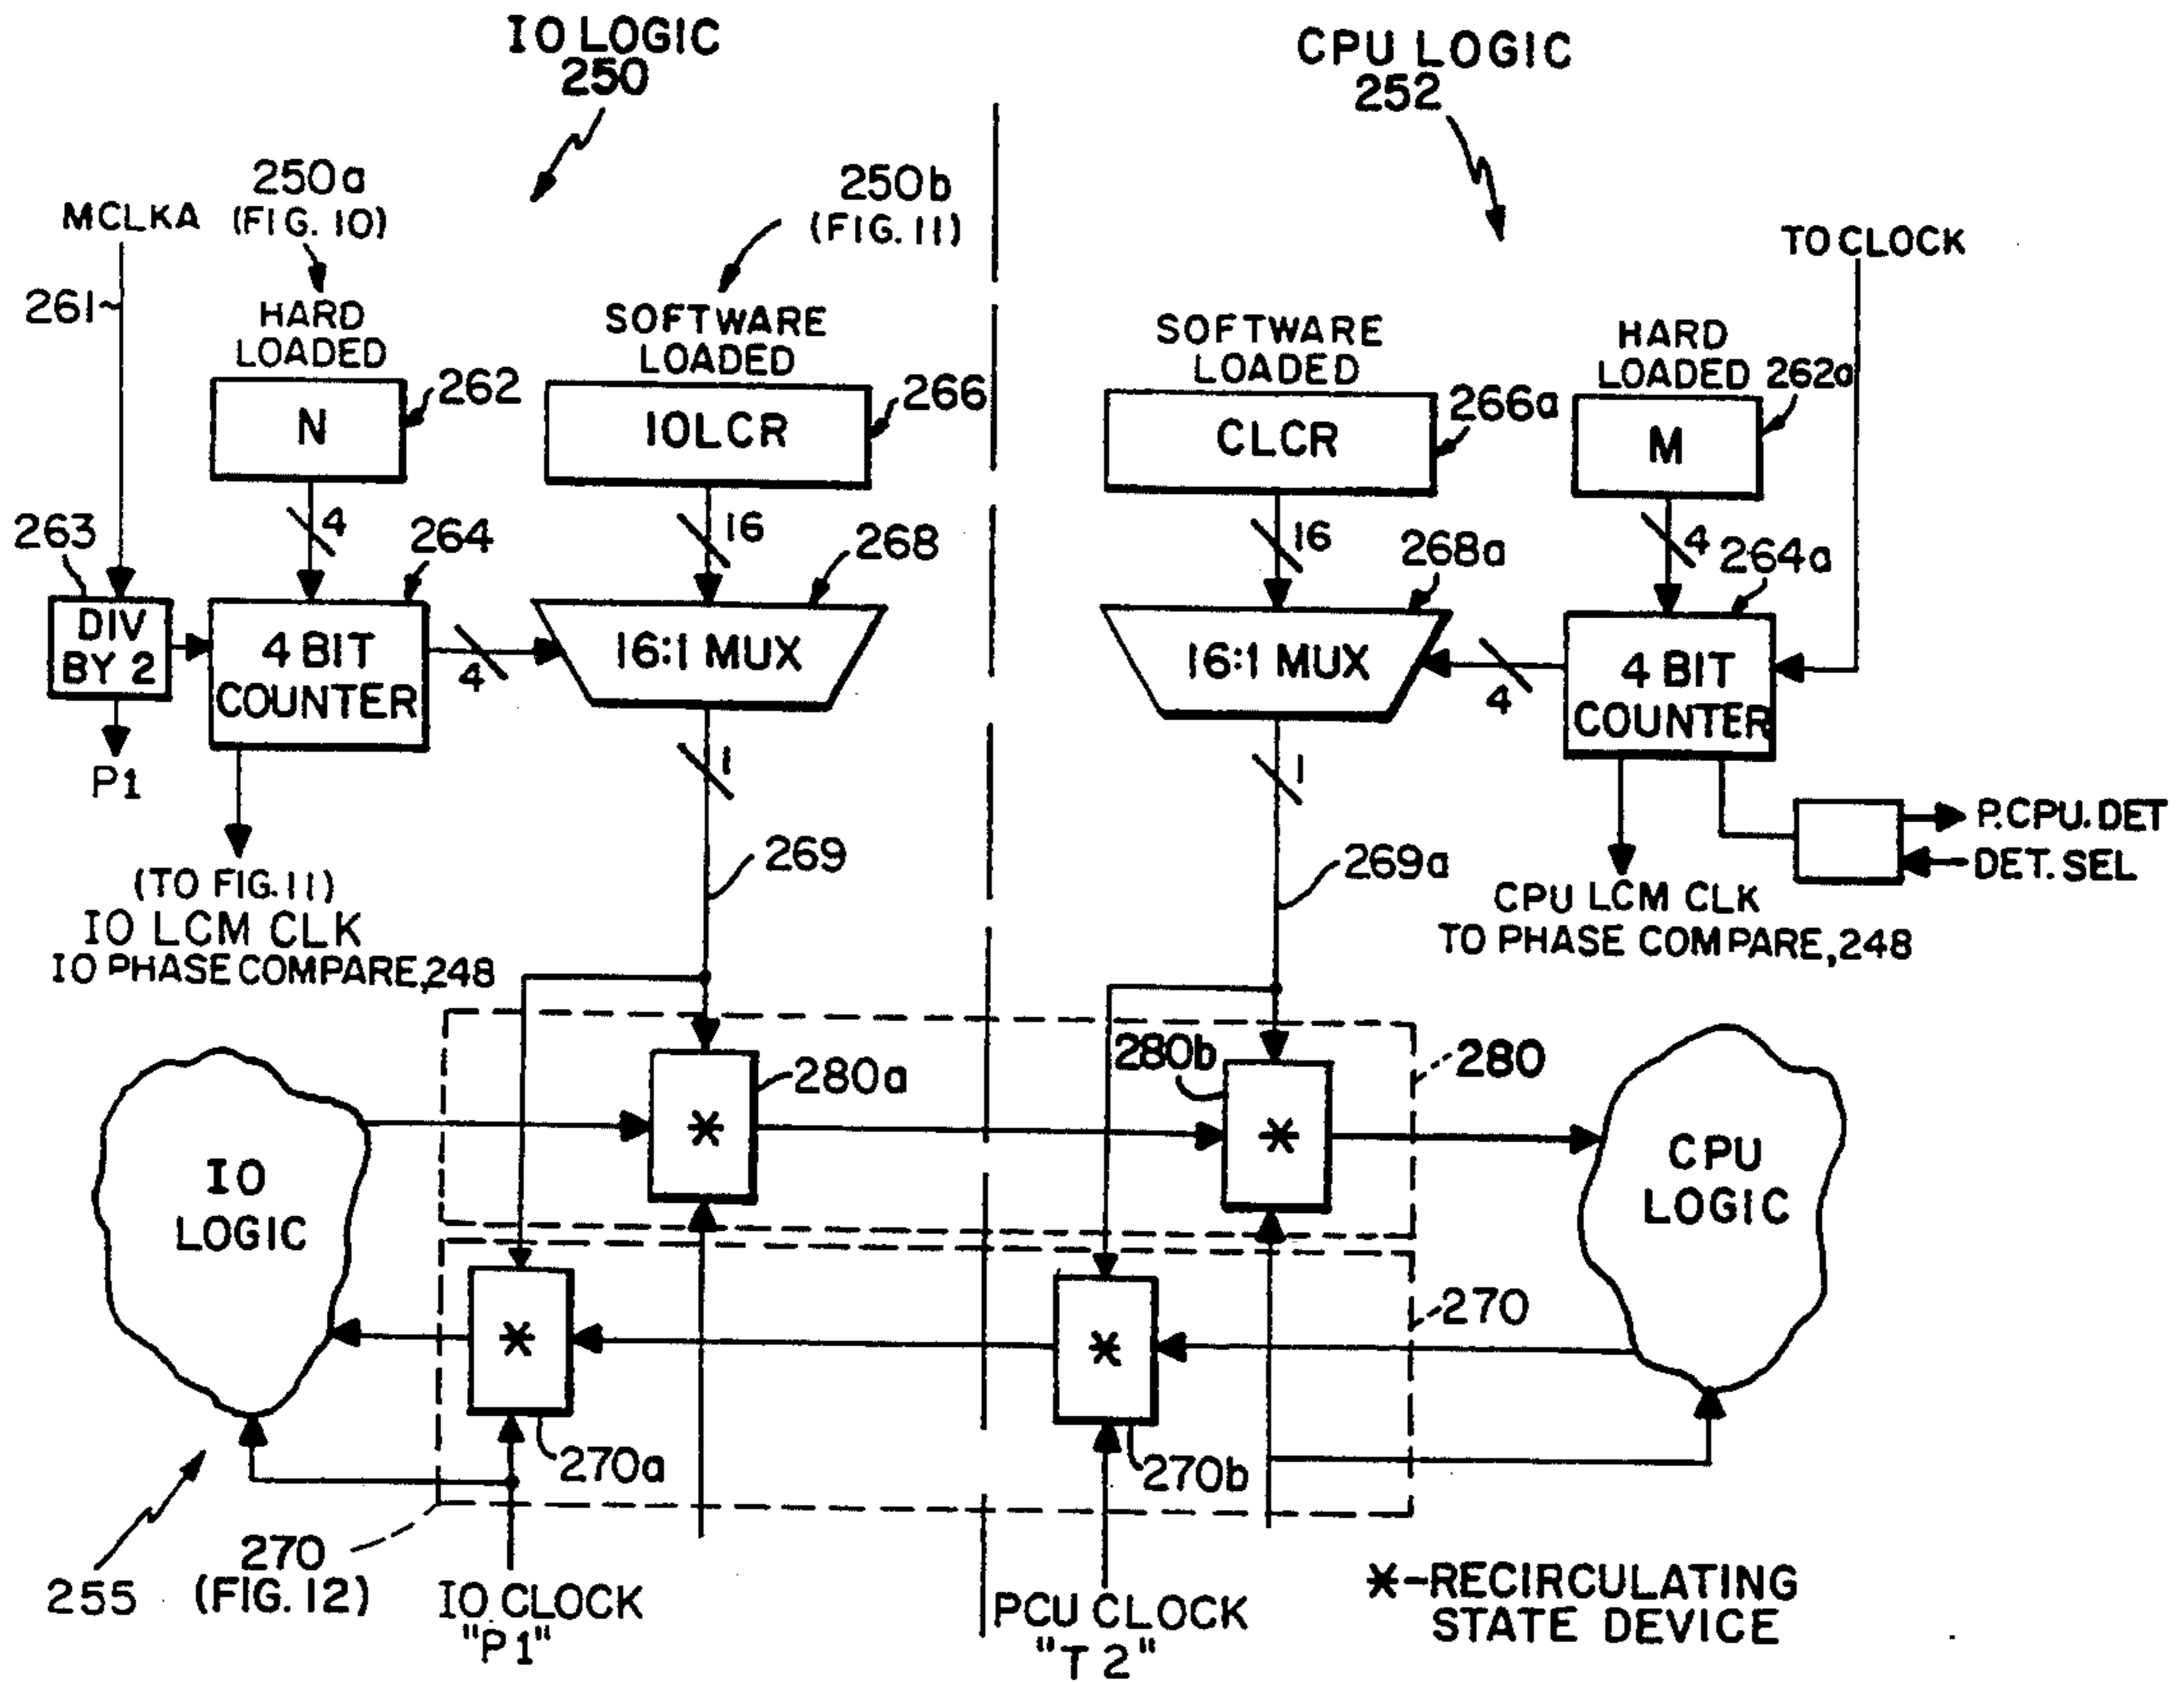 IO LOGIC
250
CPU LOGIC
252
250a
(FIG. 10)
250b
(FIG. 11)
MCLKA
TO CLOCK
261
HARD
LOADED
SOFTWARE
LOADED
SOFTWARE
LOADED
HARD
LOADED
262a
N
262
IOLCR
266
CLCR
266a
M
4
16
16
4
263
264
268
268a
264a
DIV
BY 2
4 BIT
COUNTER
4
16:1 MUX
16:1 MUX
4
4 BIT
COUNTER
P1
1
1
P.CPU.DET
DET. SEL
269
269a
(TO FIG. 11)
IO LCM CLK
IO PHASE COMPARE, 248
CPU LCM CLK
TO PHASE COMPARE, 248
280a
280b
280
*
*
IO
LOGIC
CPU
LOGIC
*
*
270
270a
270b
255
270
(FIG. 12)
IO CLOCK
"P1"
PCU CLOCK
"T 2"
*-RECIRCULATING
STATE DEVICE